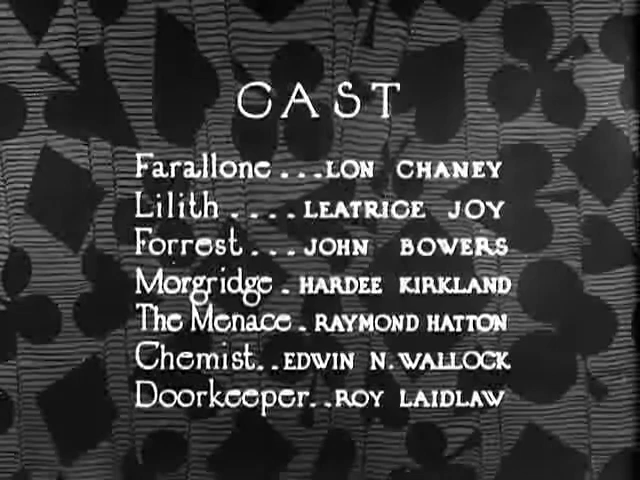 CAST
Farallone...LON CHANEY
Lilith....LEATRICE JOY
Forrest...JOHN BOWERS
Morgridge.HARDEE KIRKLAND
The Menace.RAYMOND HATTON
Chemist..EDWIN N. WALLOCK
Doorkeeper..ROY LAIDLAW